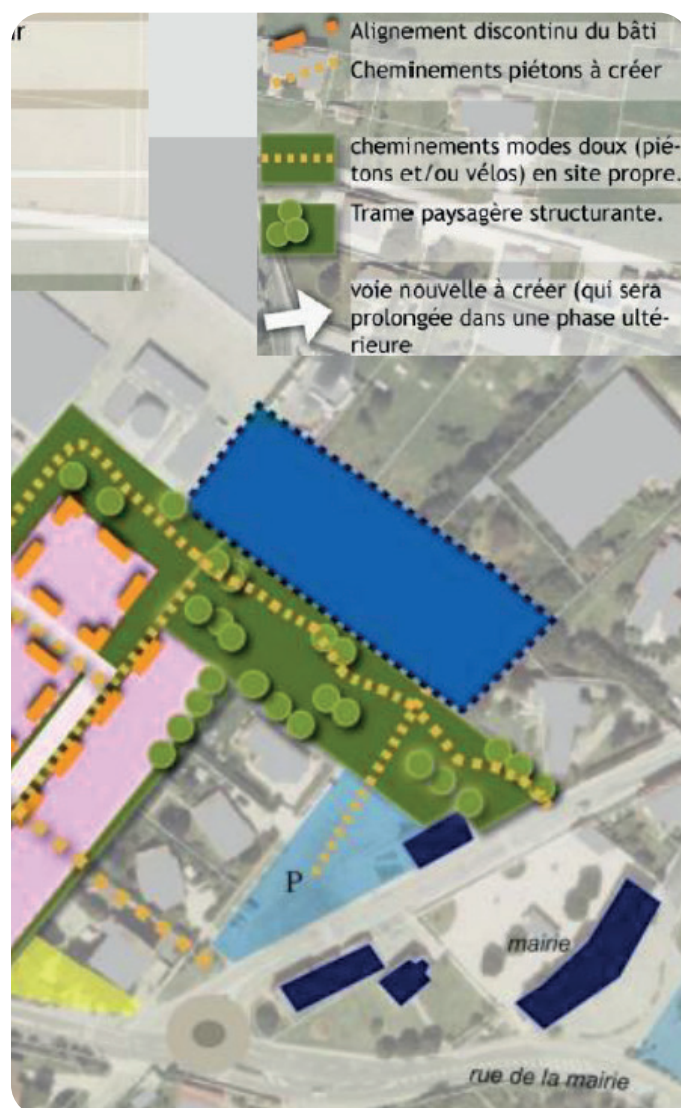 Alignement discontinu du bâti
Cheminements piétons à créer
cheminements modes doux (pié-
tons et/ou vélos) en site propre.
Trame paysagère structurante.
voie nouvelle à créer (qui sera
prolongée dans une phase ulté-
rieure
P
mairie
rue de la mairie